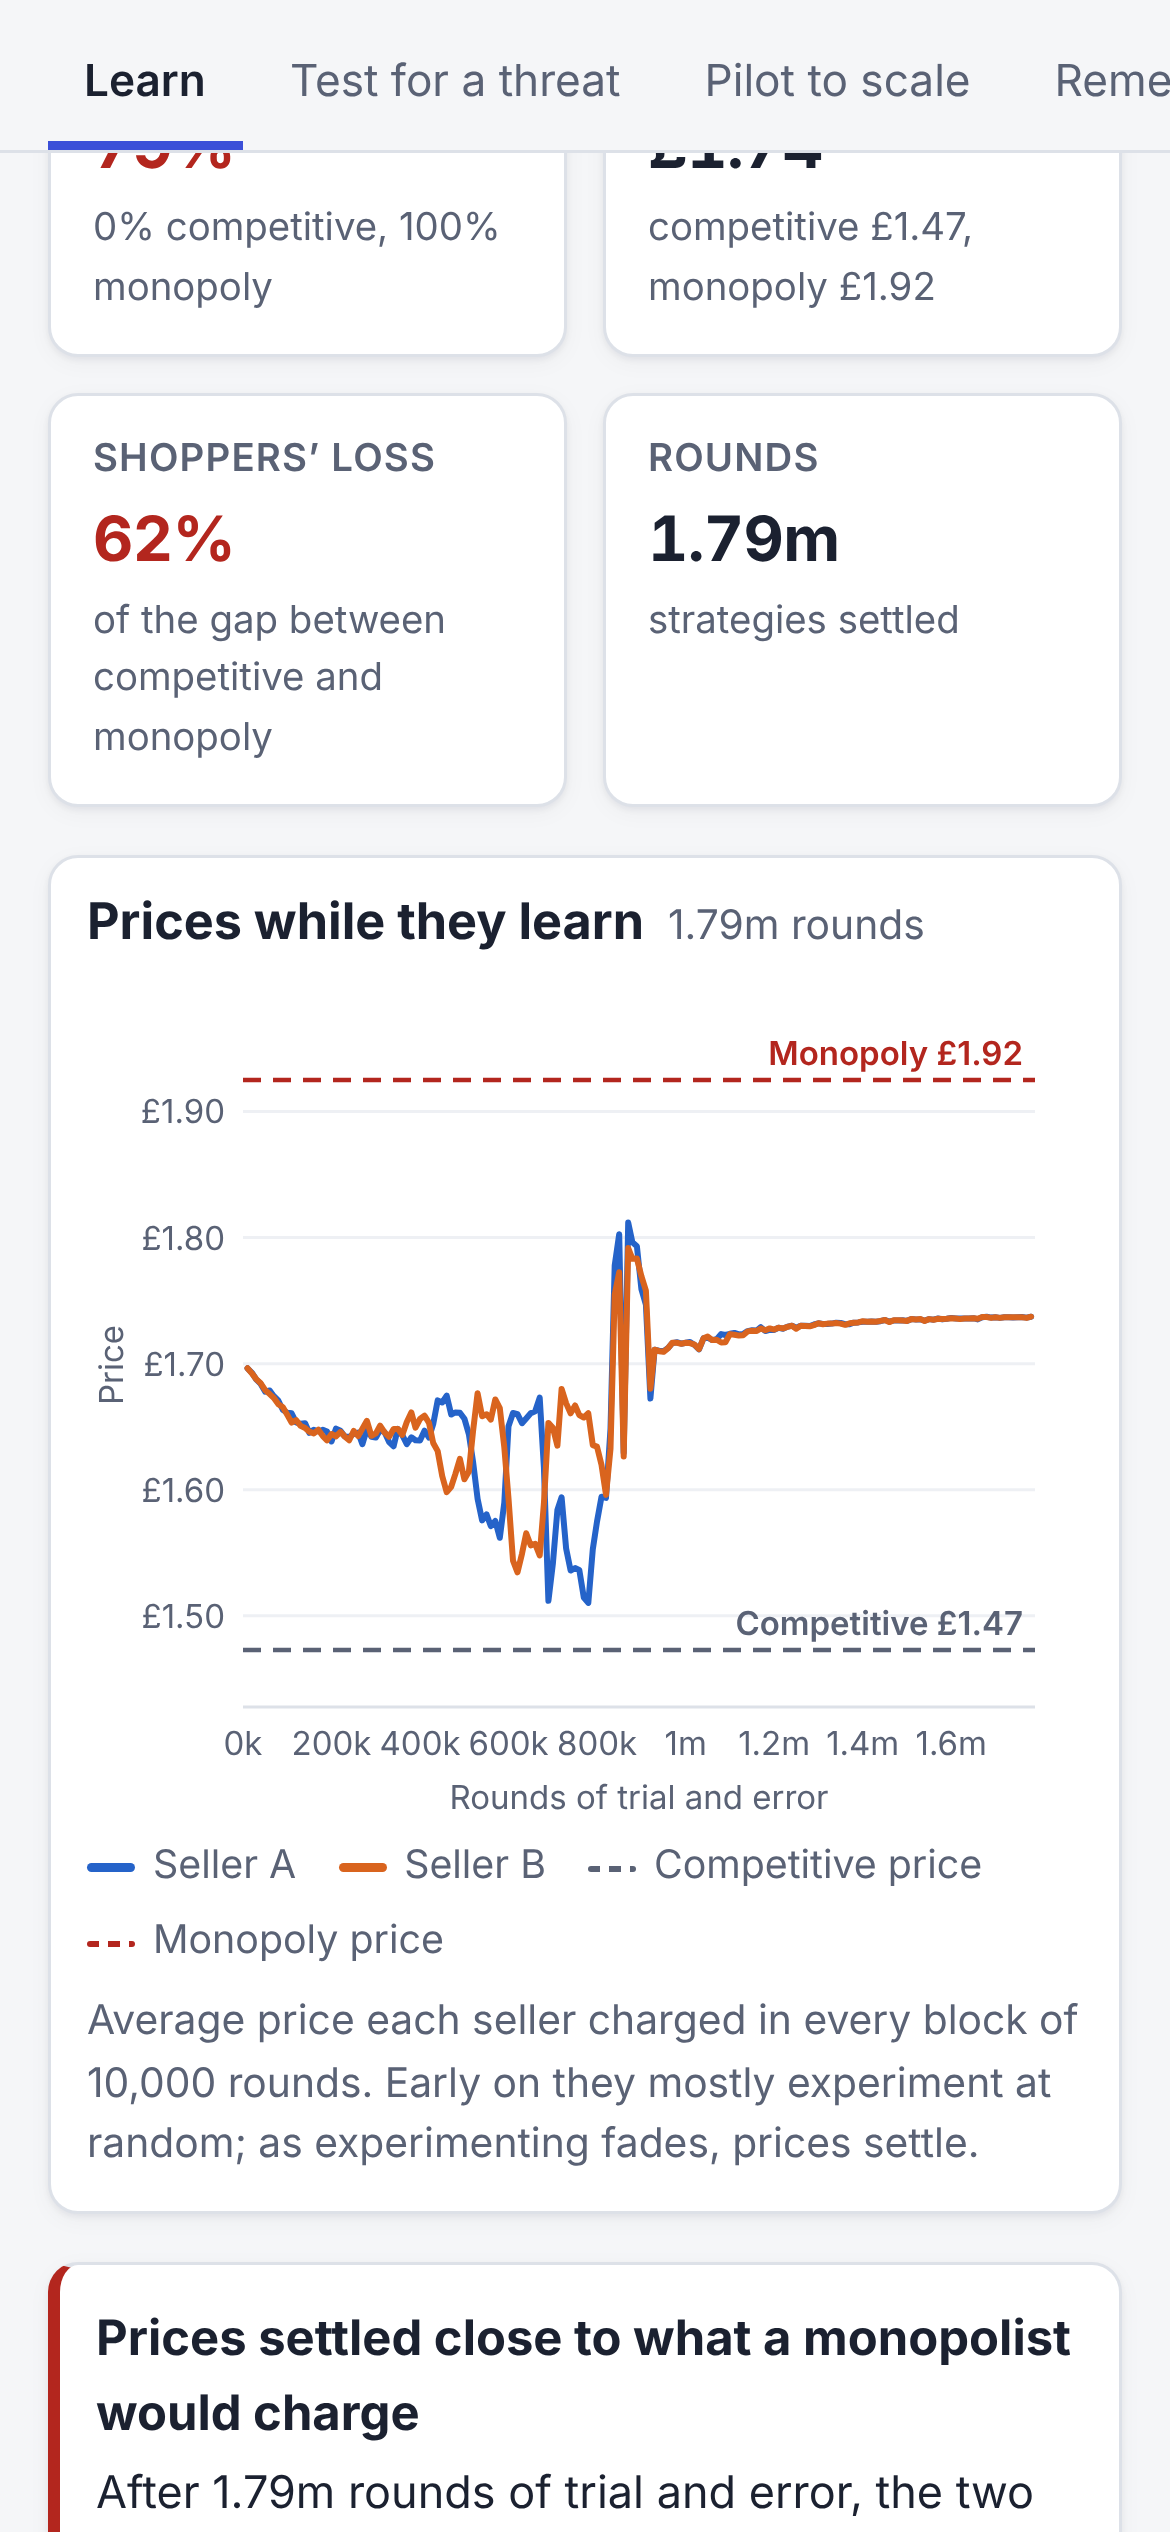 Learn Test for a threat Pilot to scale Reme
0% competitive, 100%
monopoly
£1.74
competitive £1.47,
monopoly £1.92
SHOPPERS’ LOSS
62%
of the gap between
competitive and
monopoly
ROUNDS
1.79m
strategies settled
Prices while they learn 1.79m rounds
Monopoly £1.92
£1.90
£1.80
£1.70
£1.60
£1.50
Price
Competitive £1.47
0k 200k 400k 600k 800k 1m 1.2m 1.4m 1.6m
Rounds of trial and error
Seller A Seller B Competitive price
Monopoly price
Average price each seller charged in every block of
10,000 rounds. Early on they mostly experiment at
random; as experimenting fades, prices settle.
Prices settled close to what a monopolist
would charge
After 1.79m rounds of trial and error, the two